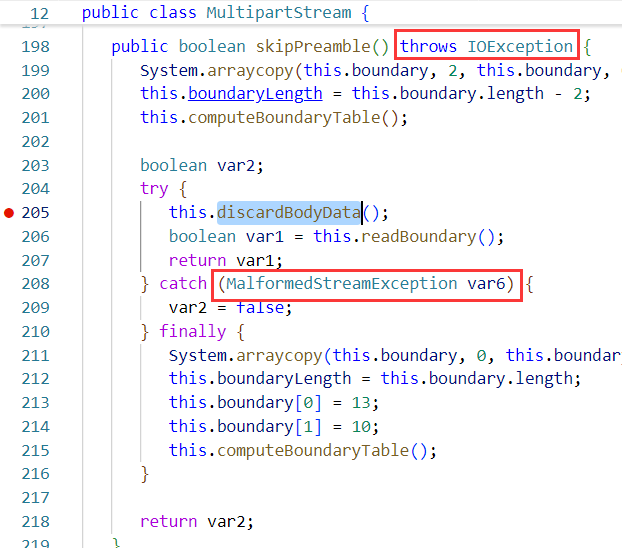 12 public class MultipartStream {
198 public boolean skipPreamble() throws IOException {
199 System.arraycopy(this.boundary, 2, this.boundary,
200 this.boundaryLength = this.boundary.length - 2;
201 this.computeBoundaryTable();
202
203 boolean var2;
204 try {
205 this.discardBodyData();
206 boolean var1 = this.readBoundary();
207 return var1;
208 } catch (MalformedStreamException var6) {
209 var2 = false;
210 } finally {
211 System.arraycopy(this.boundary, 0, this.boundar
212 this.boundaryLength = this.boundary.length;
213 this.boundary[0] = 13;
214 this.boundary[1] = 10;
215 this.computeBoundaryTable();
216 }
217
218 return var2;
219 }